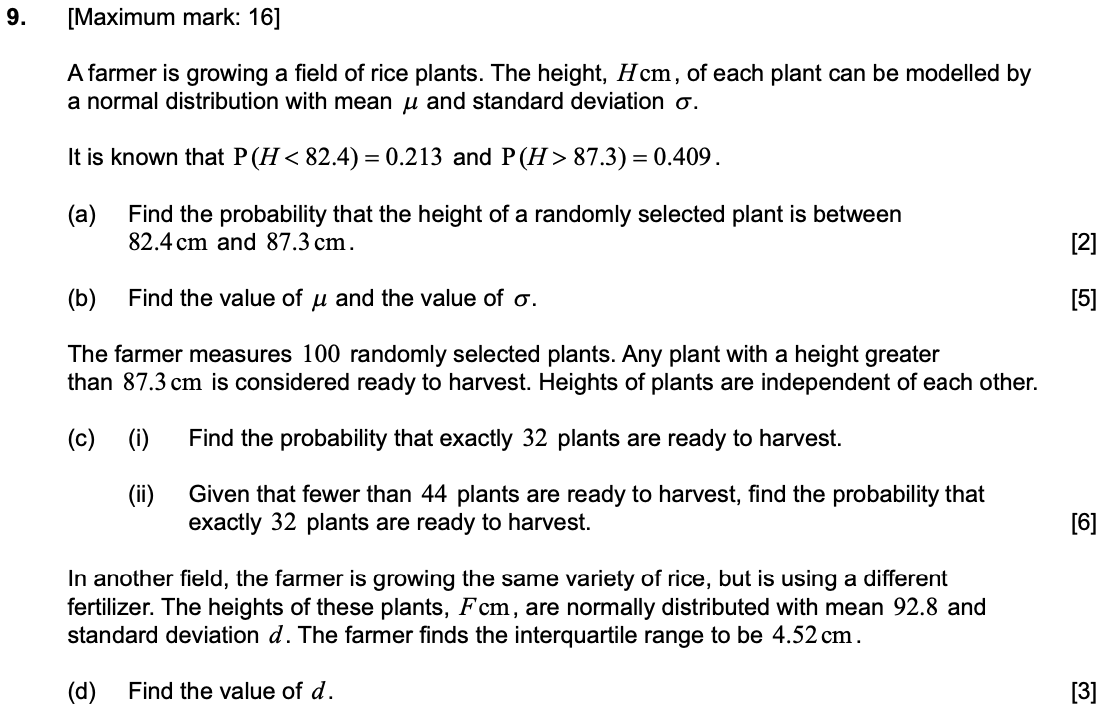 9. [Maximum mark: 16]
A farmer is growing a field of rice plants. The height, H cm, of each plant can be modelled by
a normal distribution with mean μ and standard deviation σ.
It is known that P(H < 82.4) = 0.213 and P(H > 87.3) = 0.409.
(a) Find the probability that the height of a randomly selected plant is between
82.4 cm and 87.3 cm. [2]
(b) Find the value of μ and the value of σ. [5]
The farmer measures 100 randomly selected plants. Any plant with a height greater
than 87.3 cm is considered ready to harvest. Heights of plants are independent of each other.
(c) (i) Find the probability that exactly 32 plants are ready to harvest.
(ii) Given that fewer than 44 plants are ready to harvest, find the probability that
exactly 32 plants are ready to harvest. [6]
In another field, the farmer is growing the same variety of rice, but is using a different
fertilizer. The heights of these plants, F cm, are normally distributed with mean 92.8 and
standard deviation d. The farmer finds the interquartile range to be 4.52 cm.
(d) Find the value of d. [3]